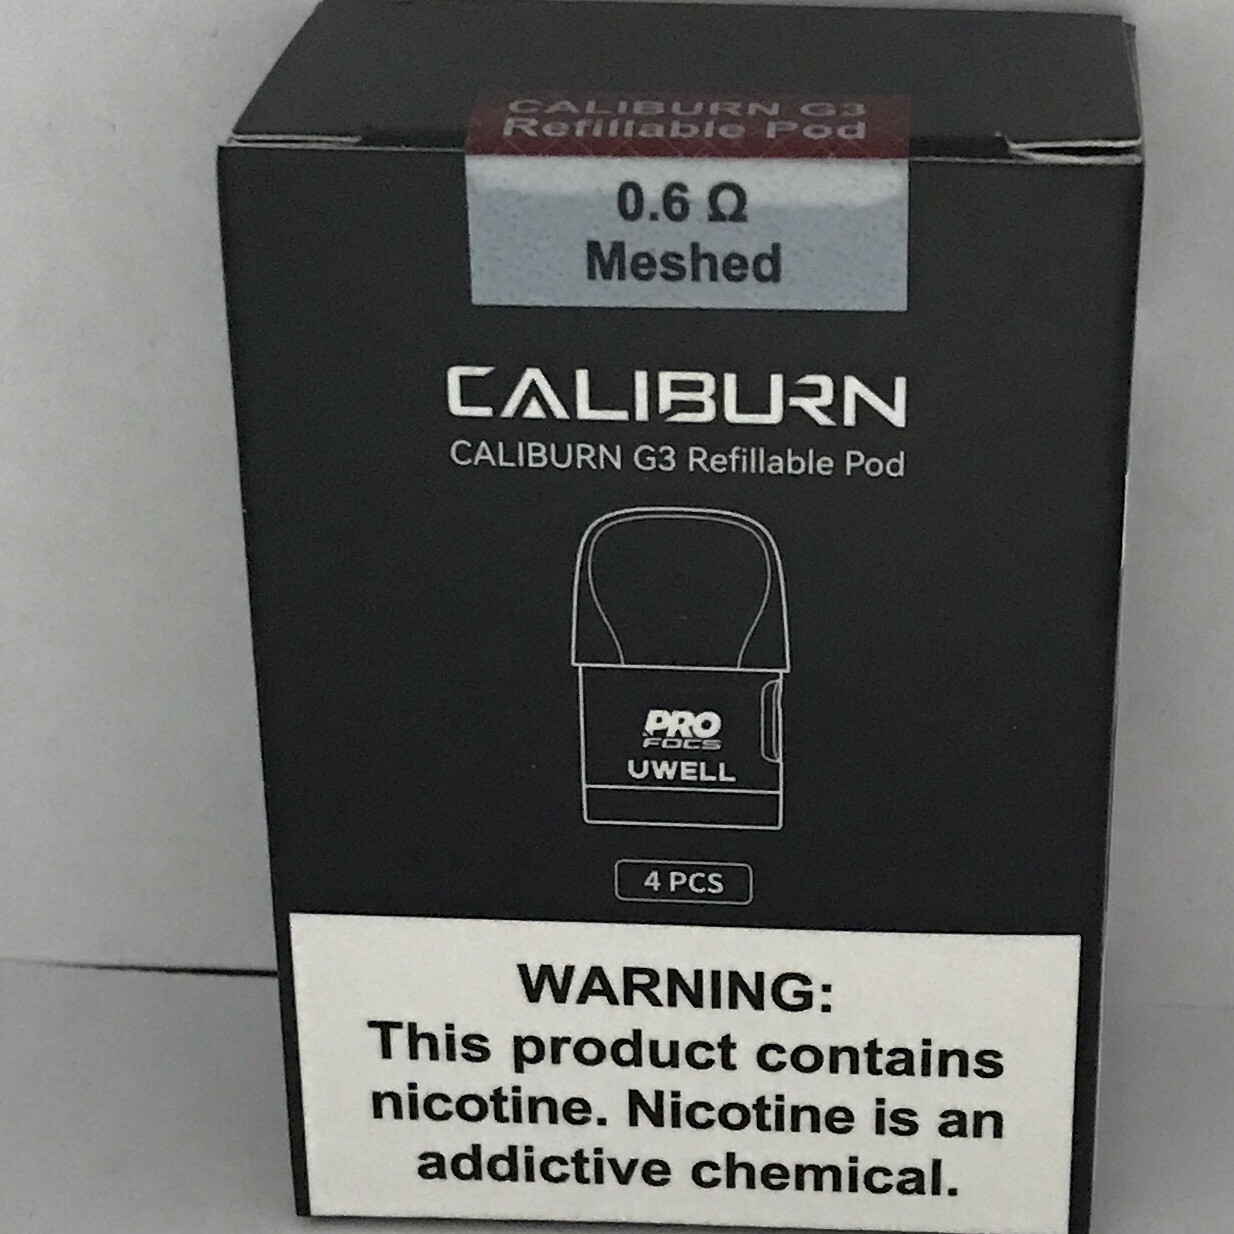 CALIBURN G3
Refillable Pod
0.6 Ω
Meshed
CALIBURN
CALIBURN G3 Refillable Pod
PRO
FOCS
UWELL
4 PCS
WARNING:
This product contains
nicotine. Nicotine is an
addictive chemical.